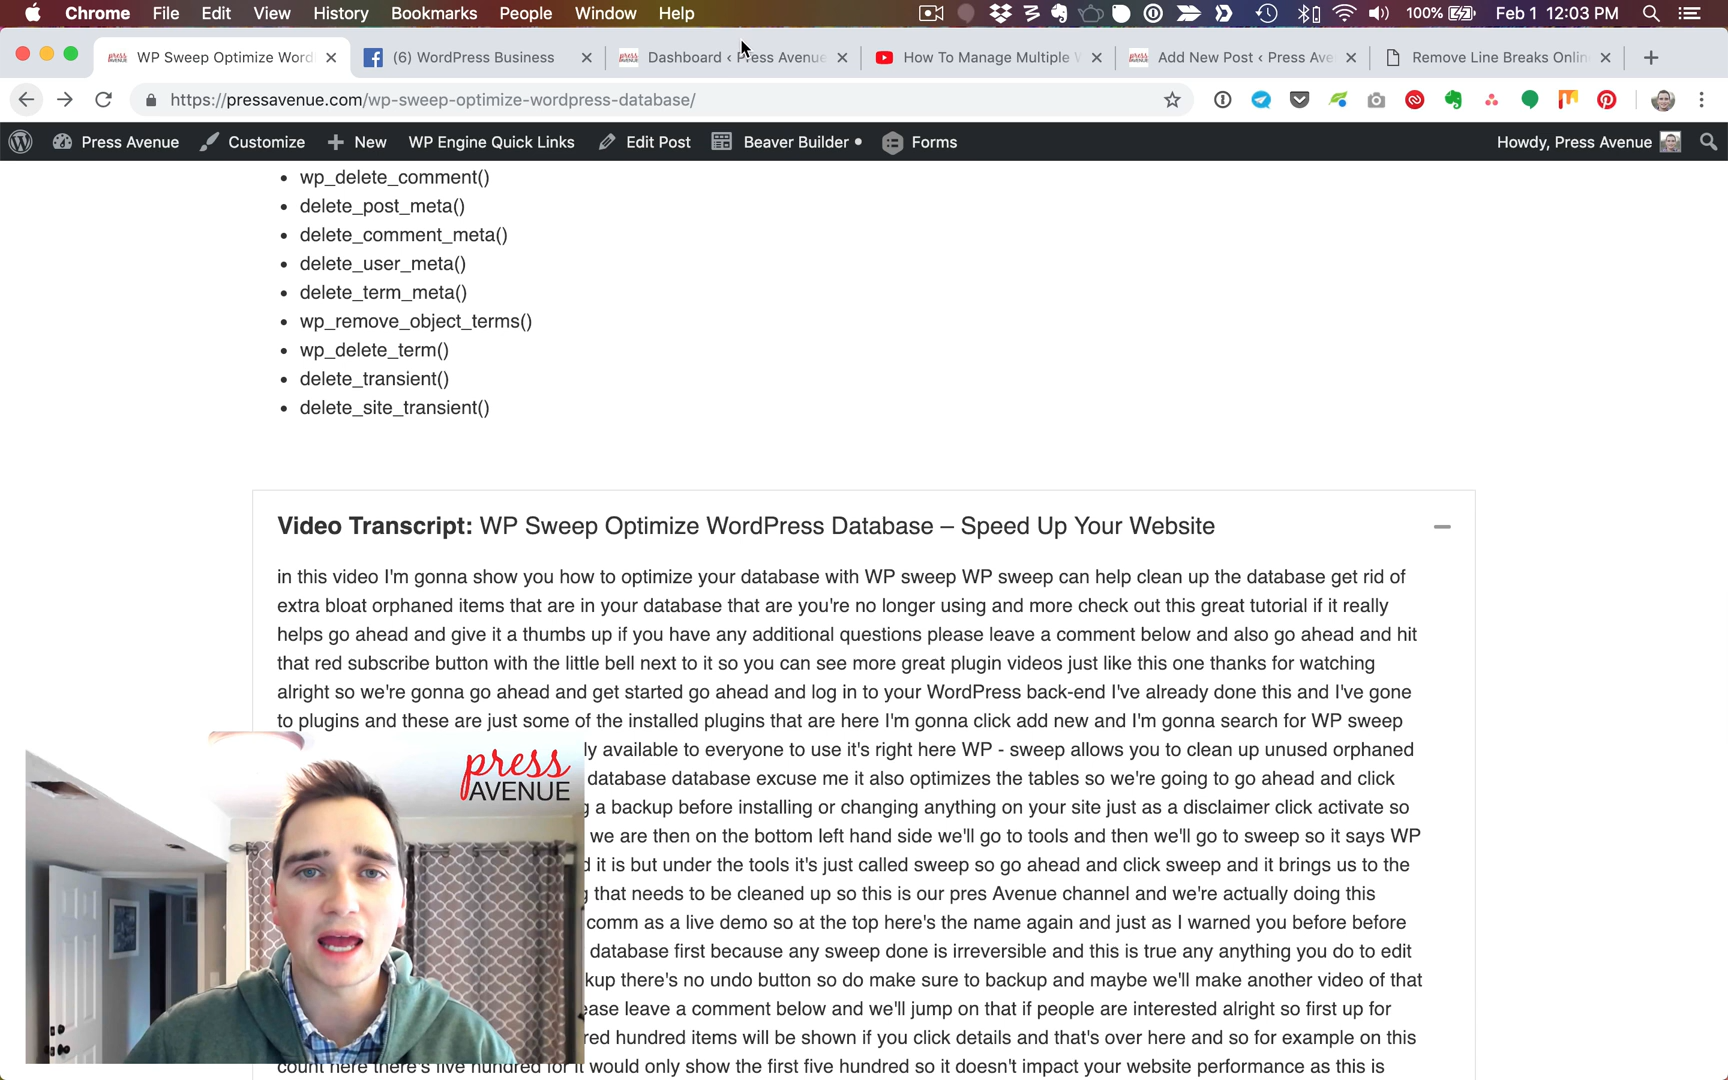 Chrome File Edit View History Bookmarks People Window Help 100% Feb 1 12:03 PM
WP Sweep Optimize Word (6) WordPress Business Dashboard ‹ Press Avenue How To Manage Multiple Add New Post ‹ Press Ave Remove Line Breaks Onlin
https://pressavenue.com/wp-sweep-optimize-wordpress-database/
Press Avenue Customize New WP Engine Quick Links Edit Post Beaver Builder Forms Howdy, Press Avenue
wp_delete_comment()
delete_post_meta()
delete_comment_meta()
delete_user_meta()
delete_term_meta()
wp_remove_object_terms()
wp_delete_term()
delete_transient()
delete_site_transient()
Video Transcript: WP Sweep Optimize WordPress Database – Speed Up Your Website
in this video I'm gonna show you how to optimize your database with WP sweep WP sweep can help clean up the database get rid of
extra bloat orphaned items that are in your database that are you're no longer using and more check out this great tutorial if it really
helps go ahead and give it a thumbs up if you have any additional questions please leave a comment below and also go ahead and hit
that red subscribe button with the little bell next to it so you can see more great plugin videos just like this one thanks for watching
alright so we're gonna go ahead and get started go ahead and log in to your WordPress back-end I've already done this and I've gone
to plugins and these are just some of the installed plugins that are here I'm gonna click add new and I'm gonna search for WP sweep
available to everyone to use it's right here WP - sweep allows you to clean up unused orphaned
database database excuse me it also optimizes the tables so we're going to go ahead and click
a backup before installing or changing anything on your site just as a disclaimer click activate so
we are then on the bottom left hand side we'll go to tools and then we'll go to sweep so it says WP
it is but under the tools it's just called sweep so go ahead and click sweep and it brings us to the
that needs to be cleaned up so this is our pres Avenue channel and we're actually doing this
comm as a live demo so at the top here's the name again and just as I warned you before before
database first because any sweep done is irreversible and this is true any anything you do to edit
kup there's no undo button so do make sure to backup and maybe we'll make another video of that
ease leave a comment below and we'll jump on that if people are interested alright so first up for
red hundred items will be shown if you click details and that's over here and so for example on this
count here there's five hundred for it would only show the first five hundred so it doesn't impact your website performance as this is
press
AVENUE